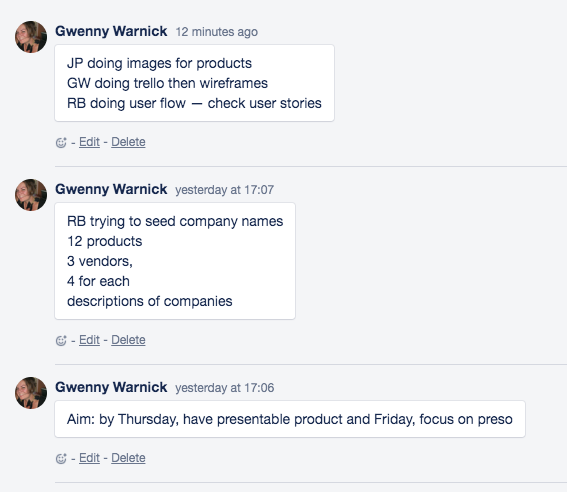 Gwenny Warnick 12 minutes ago
JP doing images for products
GW doing trello then wireframes
RB doing user flow — check user stories
- Edit - Delete
Gwenny Warnick yesterday at 17:07
RB trying to seed company names
12 products
3 vendors,
4 for each
descriptions of companies
- Edit - Delete
Gwenny Warnick yesterday at 17:06
Aim: by Thursday, have presentable product and Friday, focus on preso
- Edit - Delete